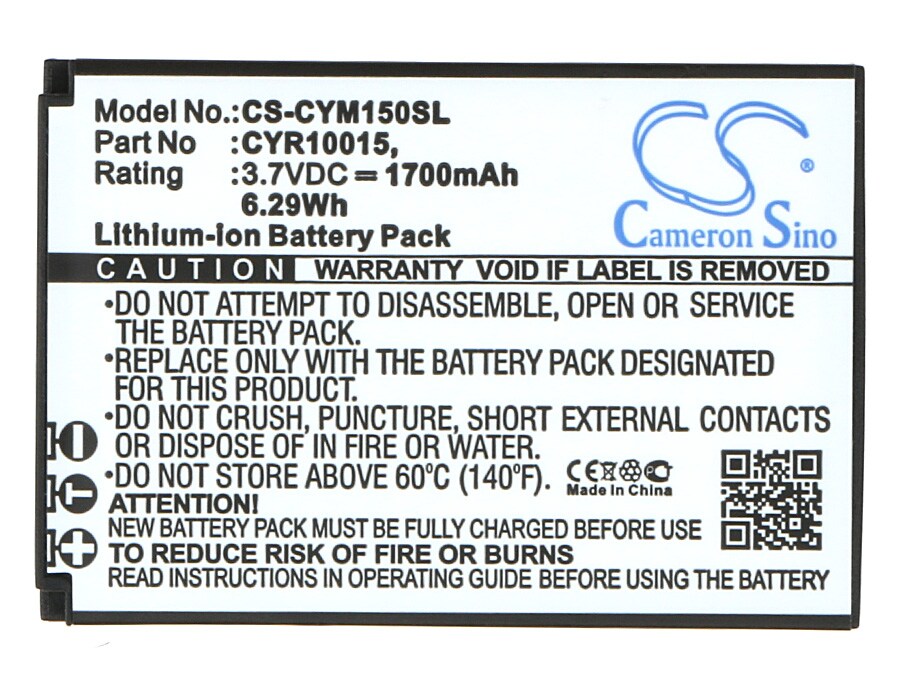 Model No.:CS-CYM150SL
Part No :CYR10015,
Rating :3.7VDC = 1700mAh
6.29Wh
Lithium-ion Battery Pack
Cameron Sino
®
CAUTION WARRANTY VOID IF LABEL IS REMOVED
•DO NOT ATTEMPT TO DISASSEMBLE, OPEN OR SERVICE
THE BATTERY PACK.
•REPLACE ONLY WITH THE BATTERY PACK DESIGNATED
FOR THIS PRODUCT.
•DO NOT CRUSH, PUNCTURE, SHORT EXTERNAL CONTACTS
OR DISPOSE OF IN FIRE OR WATER.
•DO NOT STORE ABOVE 60°C (140°F).
CE
Made In China
ATTENTION!
NEW BATTERY PACK MUST BE FULLY CHARGED BEFORE USE
TO REDUCE RISK OF FIRE OR BURNS
READ INSTRUCTIONS IN OPERATING GUIDE BEFORE USING THE BATTERY